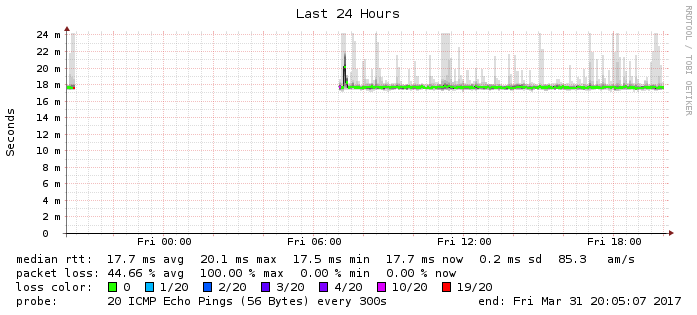 Last 24 Hours
RRDTOOL / TOBI OETIKER
Seconds
24 m
22 m
20 m
18 m
16 m
14 m
12 m
10 m
8 m
6 m
4 m
2 m
0
Fri 00:00 Fri 06:00 Fri 12:00 Fri 18:00
median rtt: 17.7 ms avg 20.1 ms max 17.5 ms min 17.7 ms now 0.2 ms sd 85.3 am/s
packet loss: 44.66 % avg 100.00 % max 0.00 % min 0.00 % now
loss color: 0 1/20 2/20 3/20 4/20 10/20 19/20
probe: 20 ICMP Echo Pings (56 Bytes) every 300s end: Fri Mar 31 20:05:07 2017